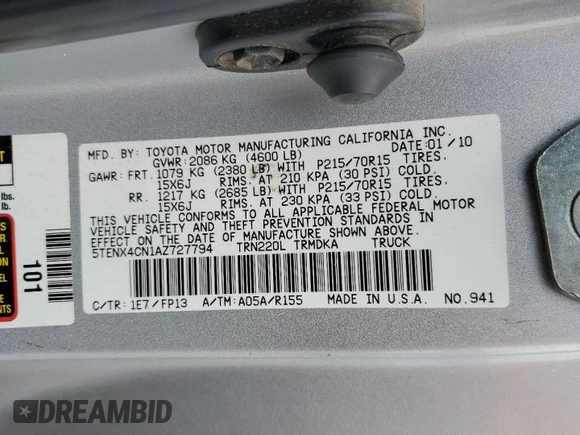 MFD. BY: TOYOTA MOTOR MANUFACTURING CALIFORNIA INC.
GVWR: 2086 KG (4600 LB) DATE: 01/10
GAWR: FRT. 1079 KG (2380 LB) WITH P215/70R15 TIRES.
15X6J RIMS. AT 210 KPA (30 PSI) COLD.
RR. 1217 KG (2685 LB) WITH P215/70R15 TIRES.
15X6J RIMS. AT 230 KPA (33 PSI) COLD.
THIS VEHICLE CONFORMS TO ALL APPLICABLE FEDERAL MOTOR
VEHICLE SAFETY AND THEFT PREVENTION STANDARDS IN
EFFECT ON THE DATE OF MANUFACTURE SHOWN ABOVE.
5TENX4CN1AZ727794 TRN220L TRMDKA TRUCK
C/TR: 1E7/FP13 A/TM: A05A/R155 MADE IN U.S.A. NO. 941
lbs.
101
DREAMBID